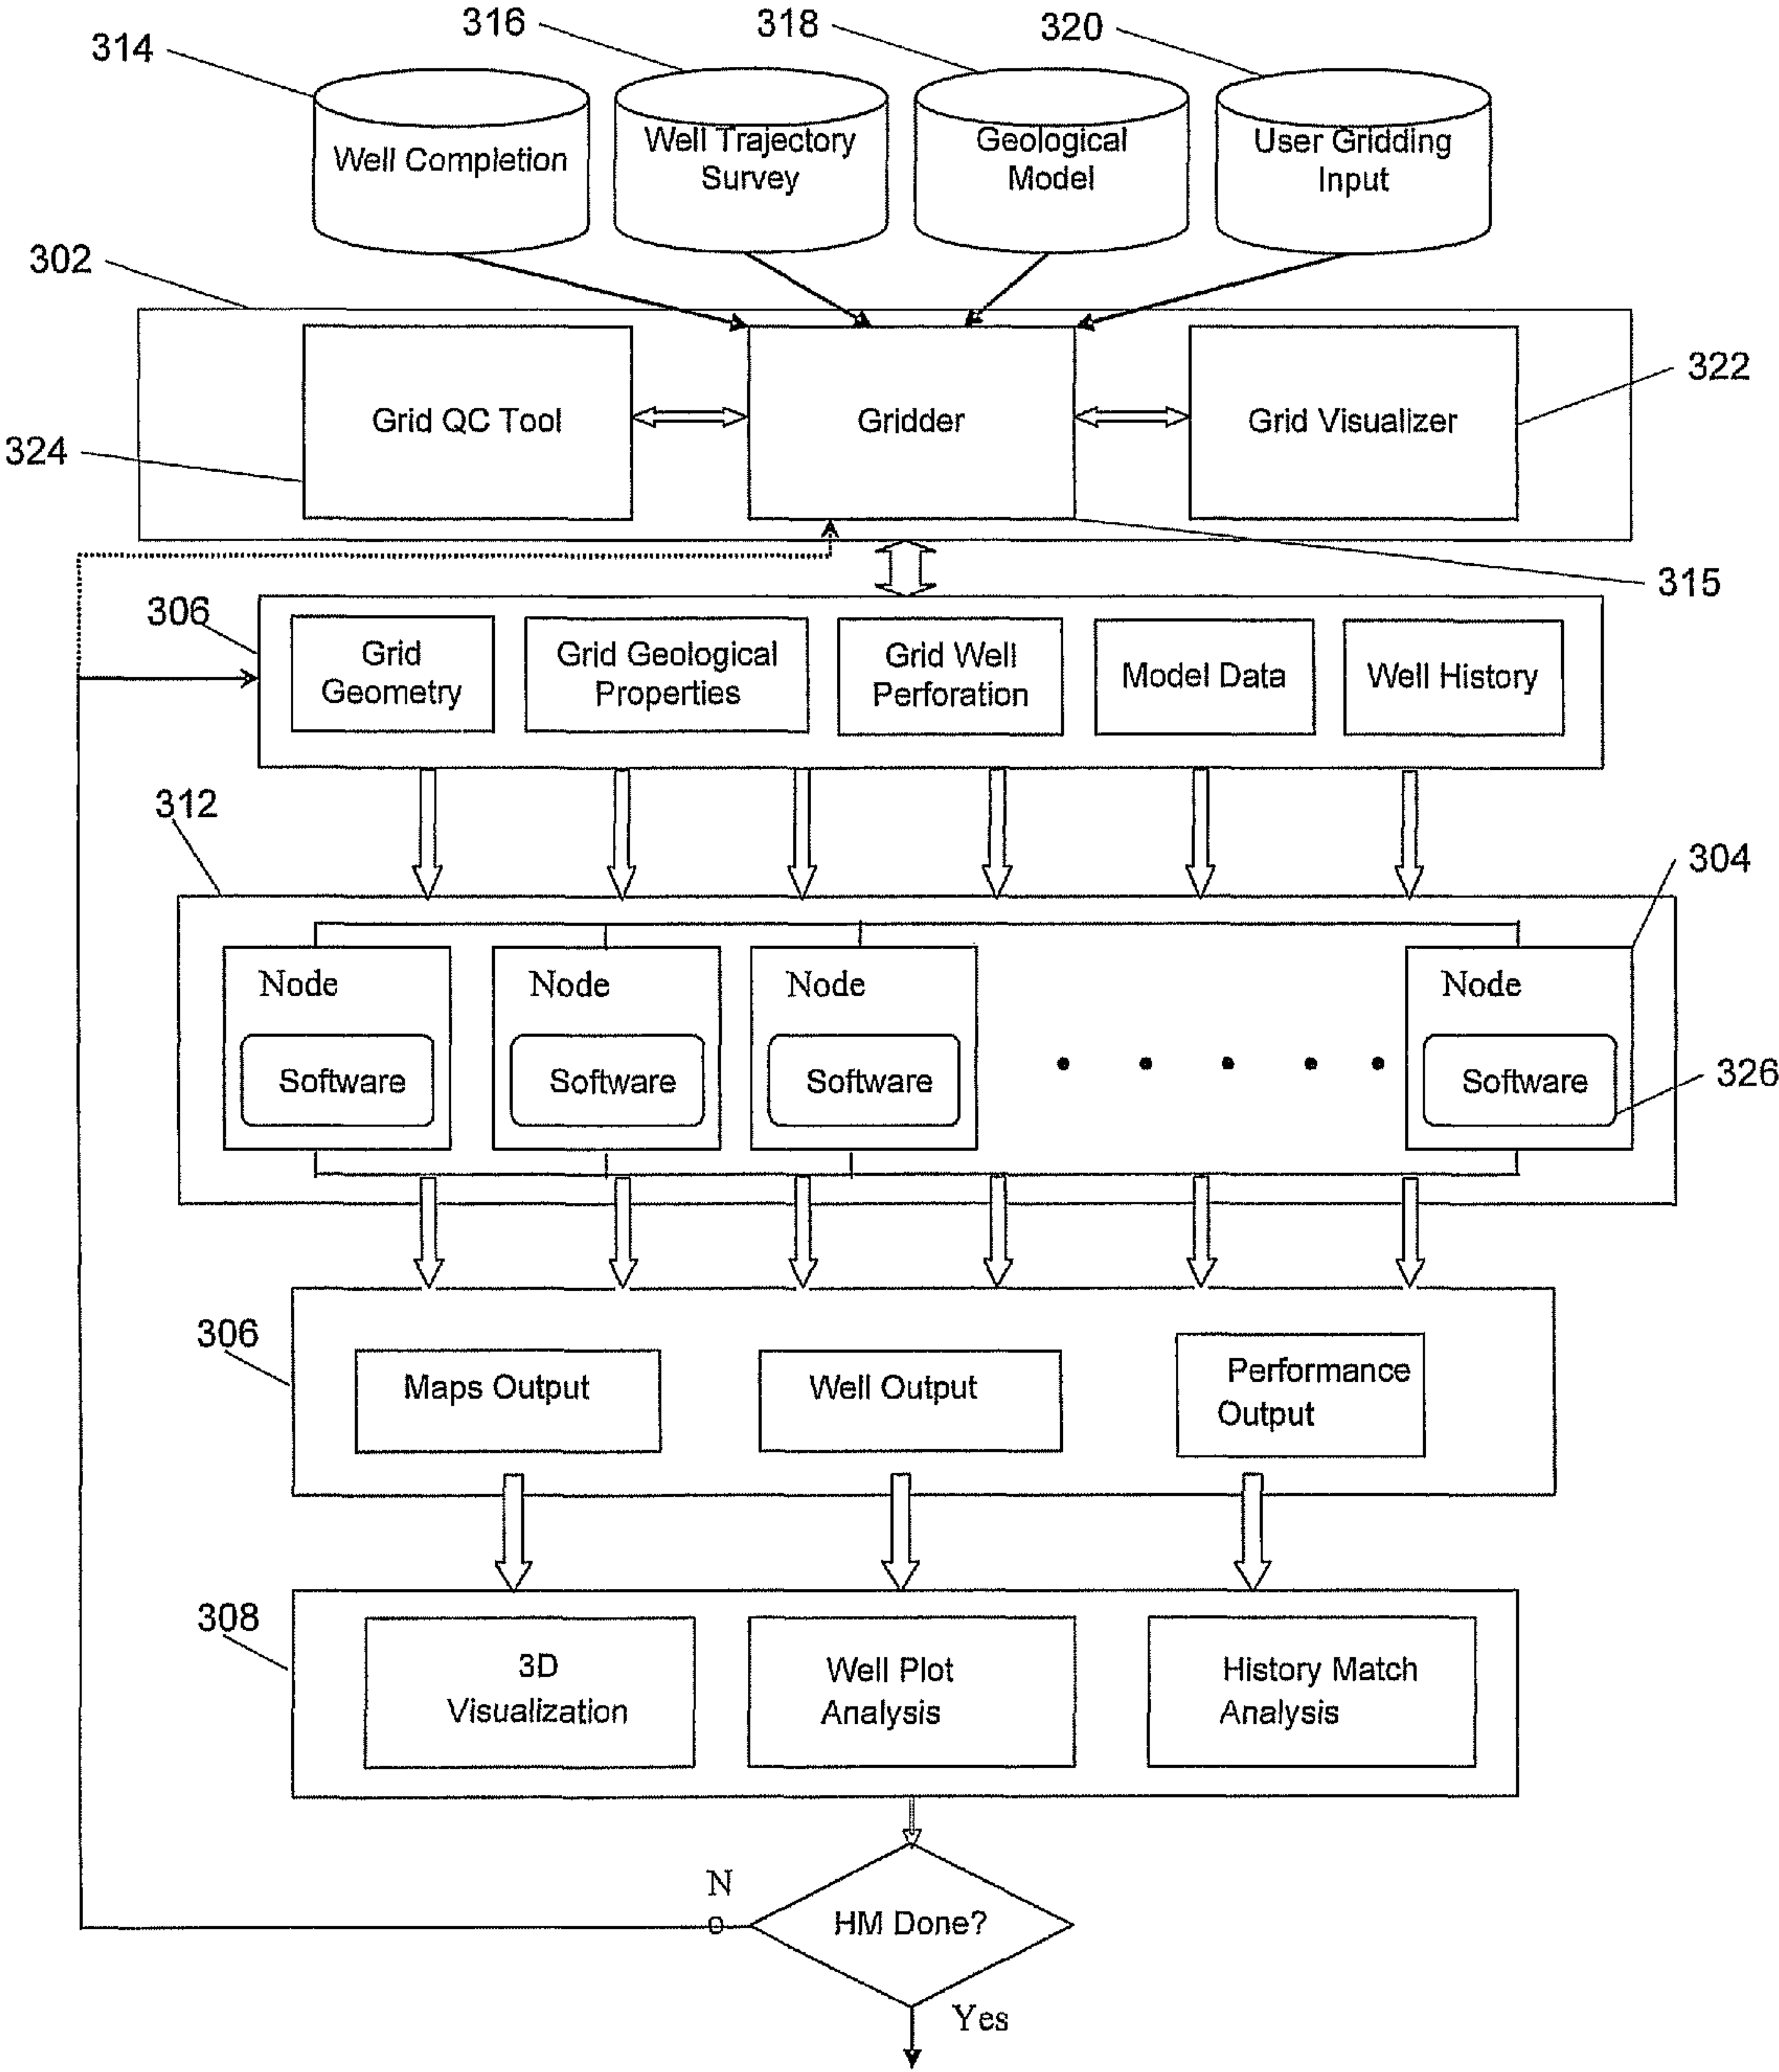 314
316
318
320
Well Completion
Well Trajectory
Survey
Geological
Model
User Gridding
Input
302
Grid QC Tool
Gridder
Grid Visualizer
322
324
315
306
Grid
Geometry
Grid Geological
Properties
Grid Well
Perforation
Model Data
Well History
312
304
Node
Node
Node
Node
Software
Software
Software
Software
326
306
Maps Output
Well Output
Performance
Output
308
3D
Visualization
Well Plot
Analysis
History Match
Analysis
N
o
HM Done?
Yes